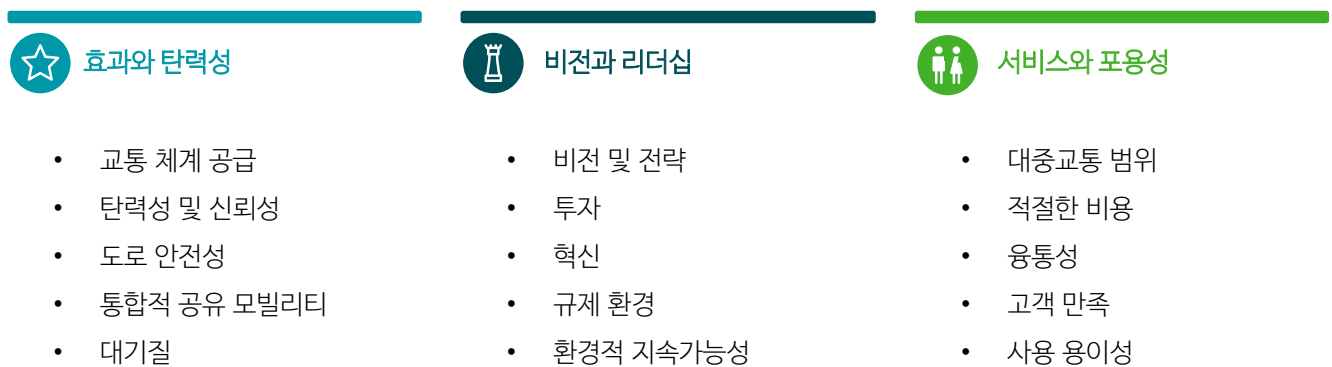 효과와 탄력성
• 교통 체계 공급
• 탄력성 및 신뢰성
• 도로 안전성
• 통합적 공유 모빌리티
• 대기질
비전과 리더십
• 비전 및 전략
• 투자
• 혁신
• 규제 환경
• 환경적 지속가능성
서비스와 포용성
• 대중교통 범위
• 적절한 비용
• 융통성
• 고객 만족
• 사용 용이성